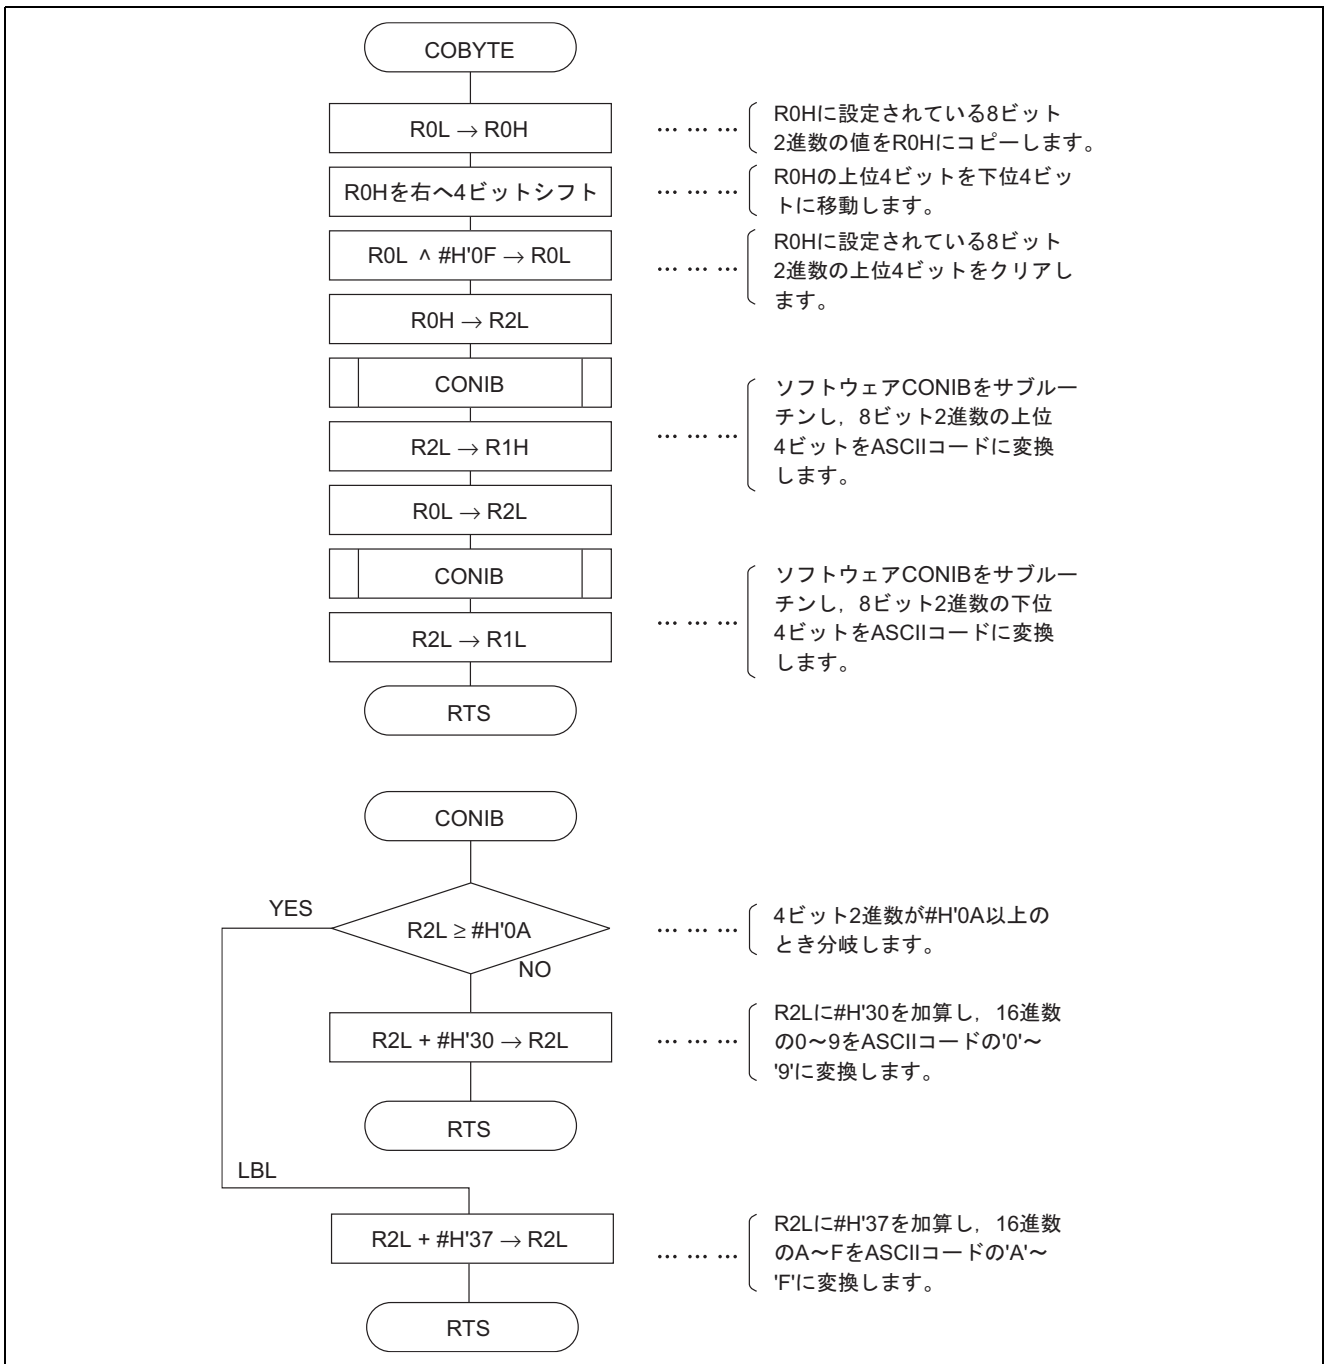 COBYTE
R0L → R0H
… … …
R0Hに設定されている8ビット
2進数の値をR0Hにコピーします。
R0Hを右へ4ビットシフト
… … …
R0Hの上位4ビットを下位4ビッ
トに移動します。
R0L ∧ #H'0F → R0L
… … …
R0Hに設定されている8ビット
2進数の上位4ビットをクリアし
ます。
R0H → R2L
CONIB
R2L → R1H
… … …
ソフトウェアCONIBをサブルー
チンし，8ビット2進数の上位
4ビットをASCIIコードに変換
します。
R0L → R2L
CONIB
R2L → R1L
… … …
ソフトウェアCONIBをサブルー
チンし，8ビット2進数の下位
4ビットをASCIIコードに変換
します。
RTS
CONIB
YES
R2L ≥ #H'0A
NO
… … …
4ビット2進数が#H'0A以上の
とき分岐します。
R2L + #H'30 → R2L
… … …
R2Lに#H'30を加算し，16進数
の0～9をASCIIコードの'0'～
'9'に変換します。
RTS
LBL
R2L + #H'37 → R2L
… … …
R2Lに#H'37を加算し，16進数
のA～FをASCIIコードの'A'～
'F'に変換します。
RTS